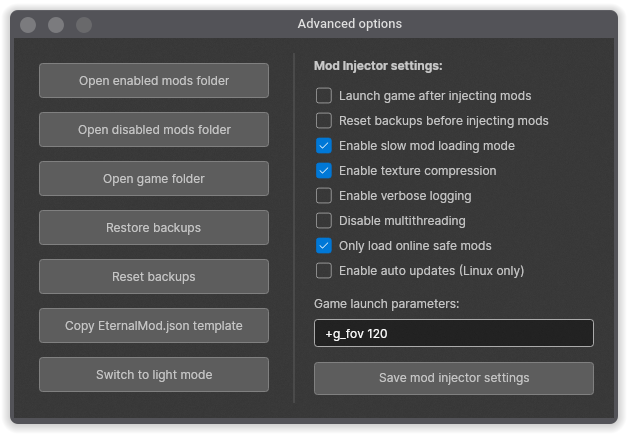 Advanced options
Open enabled mods folder
Open disabled mods folder
Open game folder
Restore backups
Reset backups
Copy EternalMod.json template
Switch to light mode
Mod Injector settings:
Launch game after injecting mods
Reset backups before injecting mods
Enable slow mod loading mode
Enable texture compression
Enable verbose logging
Disable multithreading
Only load online safe mods
Enable auto updates (Linux only)
Game launch parameters:
+g_fov 120
Save mod injector settings